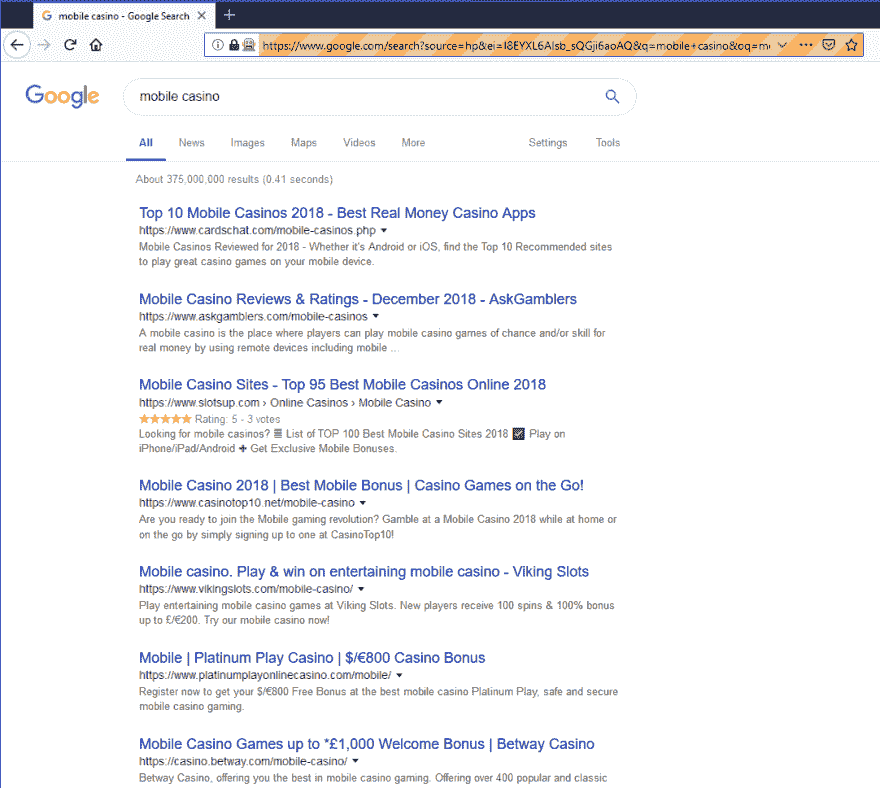 mobile casino - Google Search
https://www.google.com/search?source=hp&ei=I8EYXL6AIsb_sQGji6aoAQ&q=mobile+casino&oq=m
Google
mobile casino
All News Images Maps Videos More Settings Tools
About 375,000,000 results (0.41 seconds)
Top 10 Mobile Casinos 2018 - Best Real Money Casino Apps
https://www.cardschat.com/mobile-casinos.php
Mobile Casinos Reviewed for 2018 - Whether it's Android or iOS, find the Top 10 Recommended sites
to play great casino games on your mobile device.
Mobile Casino Reviews & Ratings - December 2018 - AskGamblers
https://www.askgamblers.com/mobile-casinos
A mobile casino is the place where players can play mobile casino games of chance and/or skill for
real money by using remote devices including mobile ...
Mobile Casino Sites - Top 95 Best Mobile Casinos Online 2018
https://www.slotsup.com › Online Casinos › Mobile Casino
Rating: 5 - 3 votes
Looking for mobile casinos? List of TOP 100 Best Mobile Casino Sites 2018 Play on
iPhone/iPad/Android ✚ Get Exclusive Mobile Bonuses.
Mobile Casino 2018 | Best Mobile Bonus | Casino Games on the Go!
https://www.casinotop10.net/mobile-casino
Are you ready to join the Mobile gaming revolution? Gamble at a Mobile Casino 2018 while at home or
on the go by simply signing up to one at CasinoTop10!
Mobile casino. Play & win on entertaining mobile casino - Viking Slots
https://www.vikingslots.com/mobile-casino/
Play entertaining mobile casino games at Viking Slots. New players receive 100 spins & 100% bonus
up to £/€200. Try our mobile casino now!
Mobile | Platinum Play Casino | $/€800 Casino Bonus
https://www.platinumplayonlinecasino.com/mobile/
Register now to get your $/€800 Free Bonus at the best mobile casino Platinum Play, safe and secure
mobile casino gaming.
Mobile Casino Games up to *£1,000 Welcome Bonus | Betway Casino
https://casino.betway.com/mobile-casino/
Betway Casino, offering you the best in mobile casino gaming. Offering over 400 popular and classic